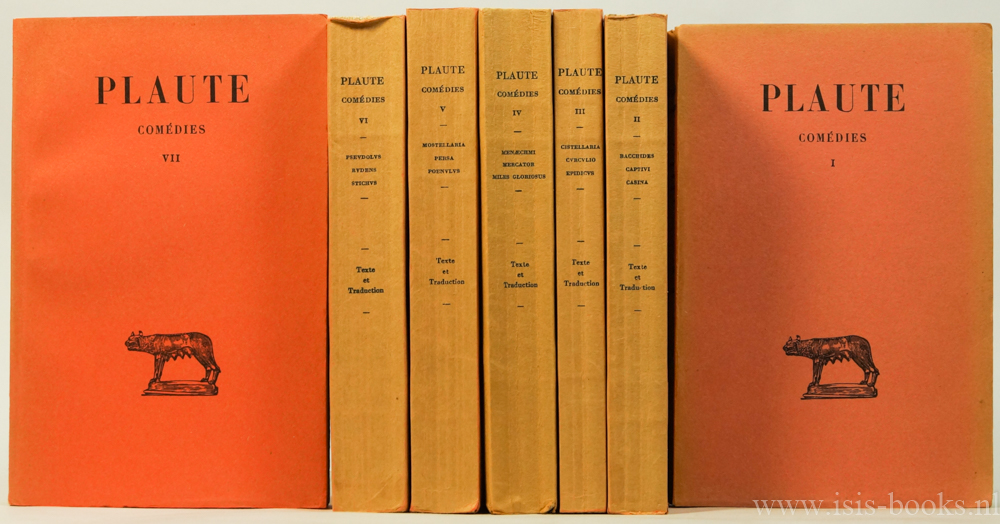 PLAUTE
COMÉDIES
VII
PLAUTE
COMÉDIES
VI
PSEVDOLVS
RVDENS
STICHVS
Texte
et
Traduction
PLAUTE
COMÉDIES
V
MOSTELLARIA
PERSA
POENVLVS
Texte
et
Traduction
PLAUTE
COMÉDIES
IV
MENÆCHMI
MERCATOR
MILES GLORIOSVS
Texte
et
Traduction
PLAUTE
COMÉDIES
III
CISTELLARIA
CVRCVLIO
EPIDICVS
Texte
et
Traduction
PLAUTE
COMÉDIES
II
BACCHIDES
CAPTIVI
CASINA
Texte
et
Traduction
PLAUTE
COMÉDIES
I
www.isis-books.nl